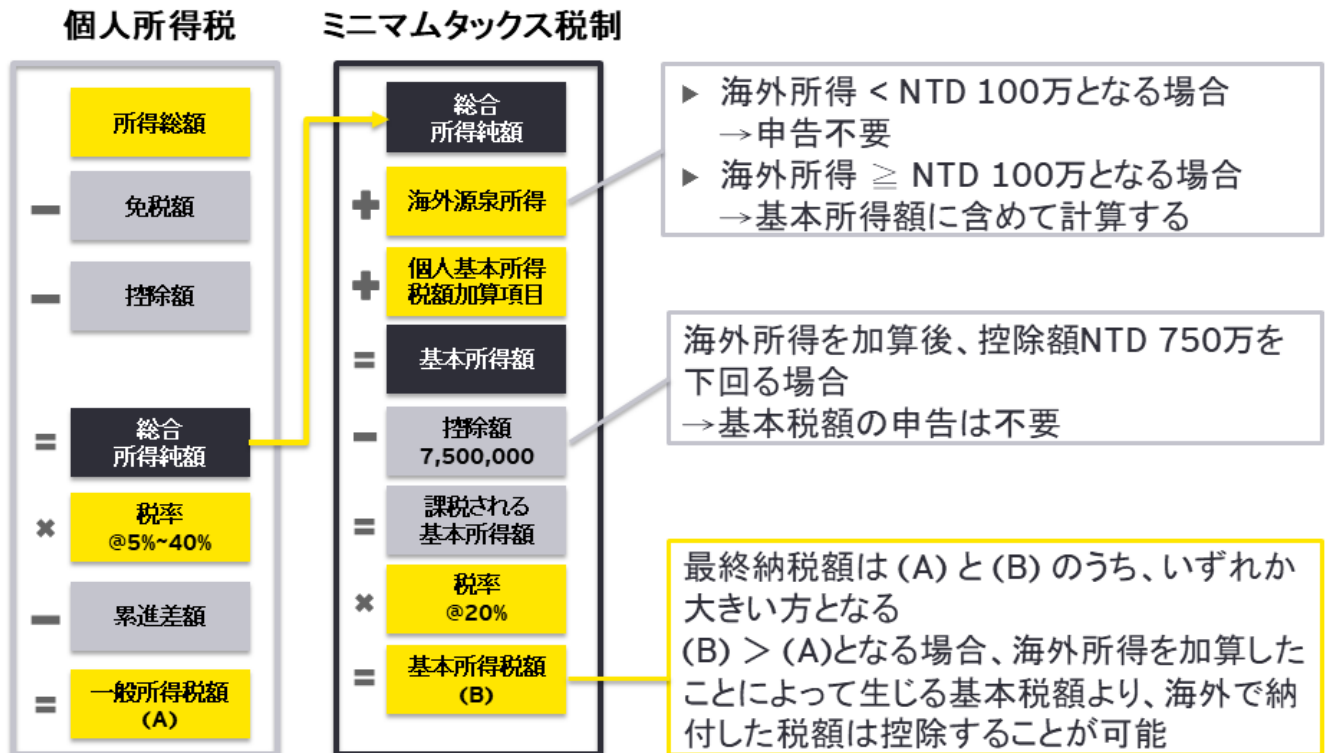 個人所得税
ミニマムタックス税制
所得総額
− 免税額
− 控除額
= 総合
所得純額
× 税率
@5%~40%
− 累進差額
= 一般所得税額
(A)
総合
所得純額
+ 海外源泉所得
+ 個人基本所得
税額加算項目
= 基本所得額
− 控除額
7,500,000
= 課税される
基本所得額
× 税率
@20%
= 基本所得税額
(B)
▶ 海外所得 < NTD 100万となる場合
→申告不要
▶ 海外所得 ≧ NTD 100万となる場合
→基本所得額に含めて計算する
海外所得を加算後、控除額NTD 750万を
下回る場合
→基本税額の申告は不要
最終納税額は (A) と (B) のうち、いずれか
大きい方となる
(B) > (A)となる場合、海外所得を加算した
ことによって生じる基本税額より、海外で納
付した税額は控除することが可能